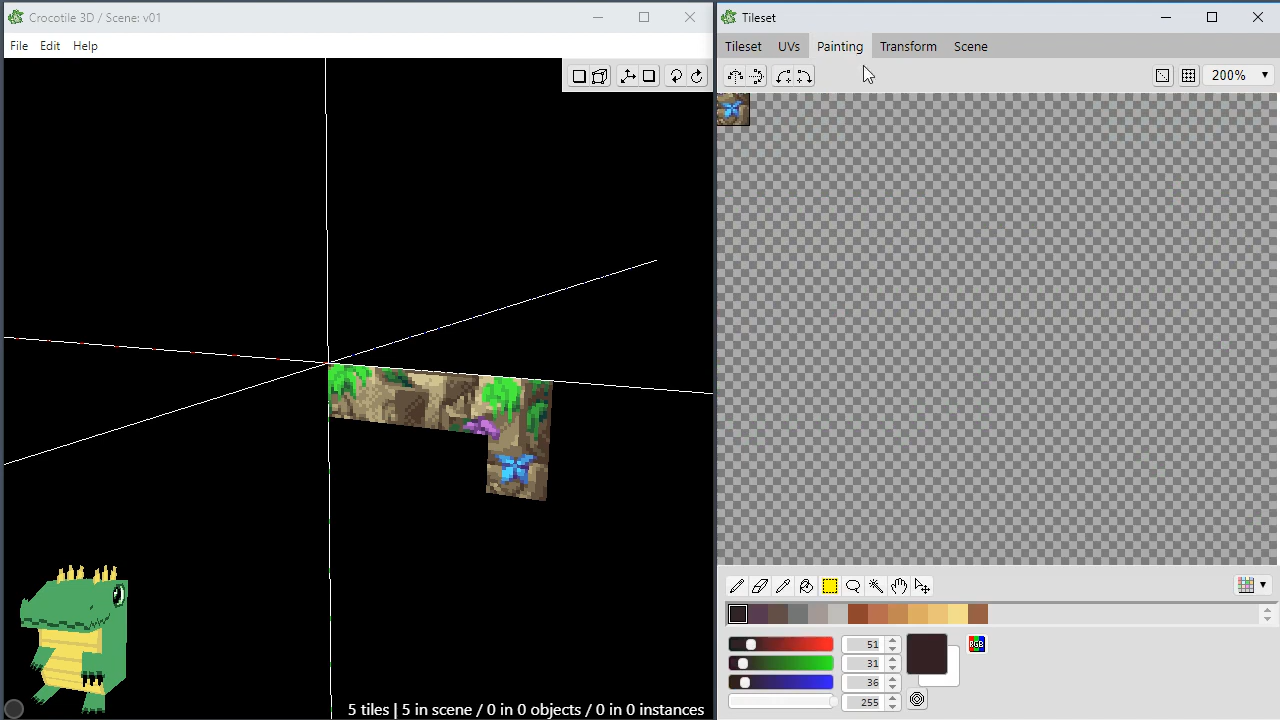 Crocotile 3D / Scene: v01
File Edit Help
5 tiles | 5 in scene / 0 in 0 objects / 0 in 0 instances
Tileset
Tileset UVs Painting Transform Scene
200%
51
31
36
255
RGB